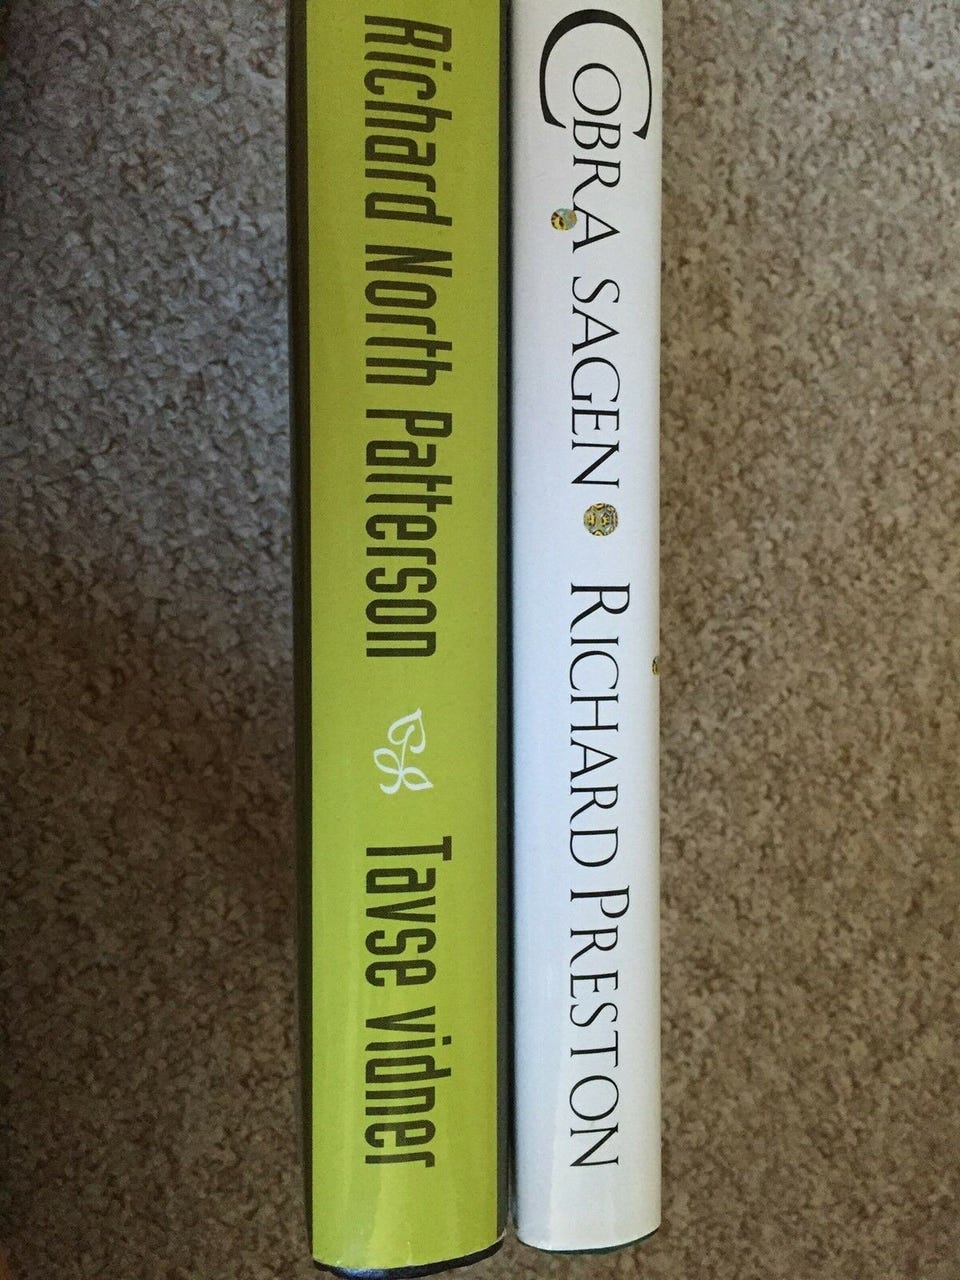 Richard North Patterson Tavse vidner
COBRA SAGEN RICHARD PRESTON